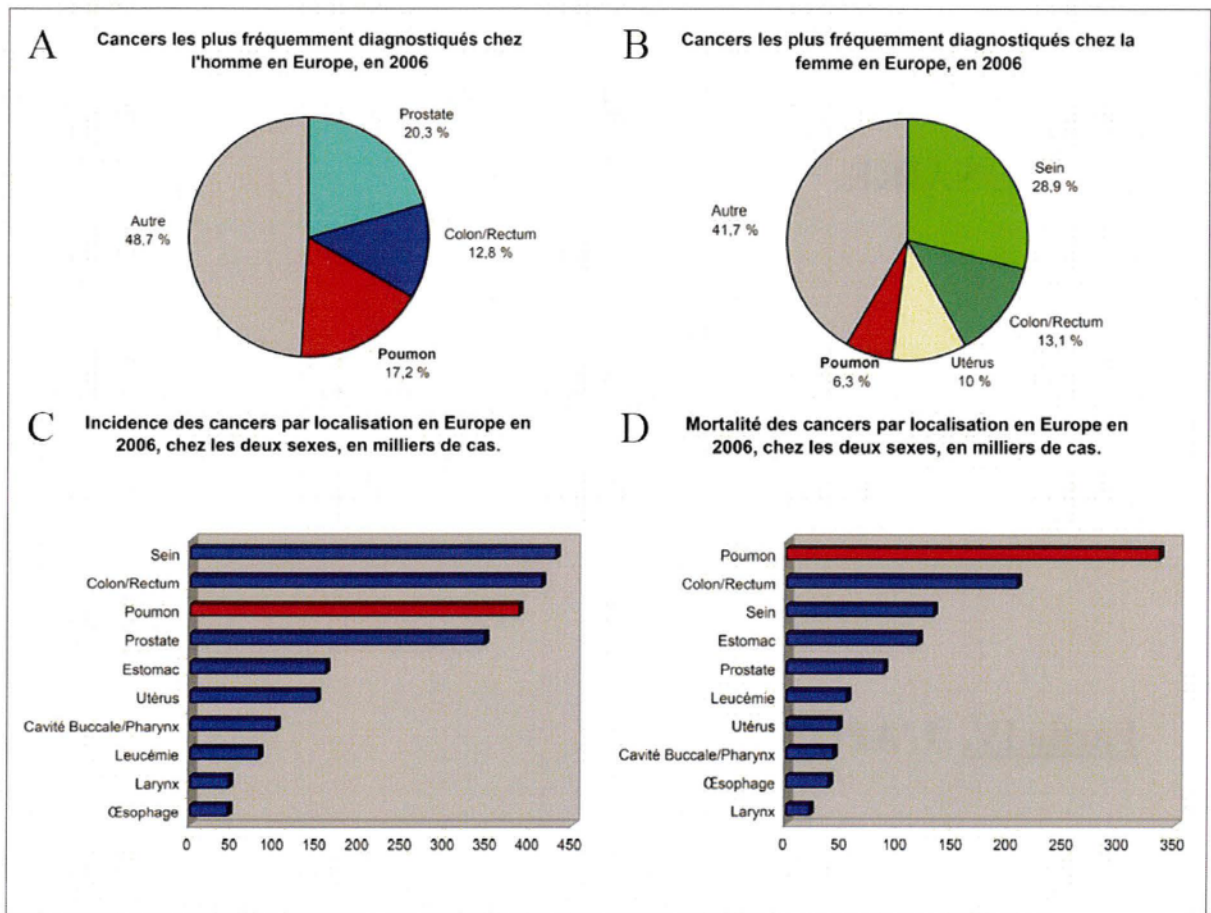 A
Cancers les plus fréquemment diagnostiqués chez
l'homme en Europe, en 2006
Prostate
20,3 %
Colon/Rectum
12,8 %
Poumon
17,2 %
Autre
48,7 %
B
Cancers les plus fréquemment diagnostiqués chez la
femme en Europe, en 2006
Sein
28,9 %
Colon/Rectum
13,1 %
Utérus
10 %
Poumon
6,3 %
Autre
41,7 %
C
Incidence des cancers par localisation en Europe en
2006, chez les deux sexes, en milliers de cas.
Sein
Colon/Rectum
Poumon
Prostate
Estomac
Utérus
Cavité Buccale/Pharynx
Leucémie
Larynx
Œsophage
0 50 100 150 200 250 300 350 400 450
D
Mortalité des cancers par localisation en Europe en
2006, chez les deux sexes, en milliers de cas.
Poumon
Colon/Rectum
Sein
Estomac
Prostate
Leucémie
Utérus
Cavité Buccale/Pharynx
Œsophage
Larynx
0 50 100 150 200 250 300 350